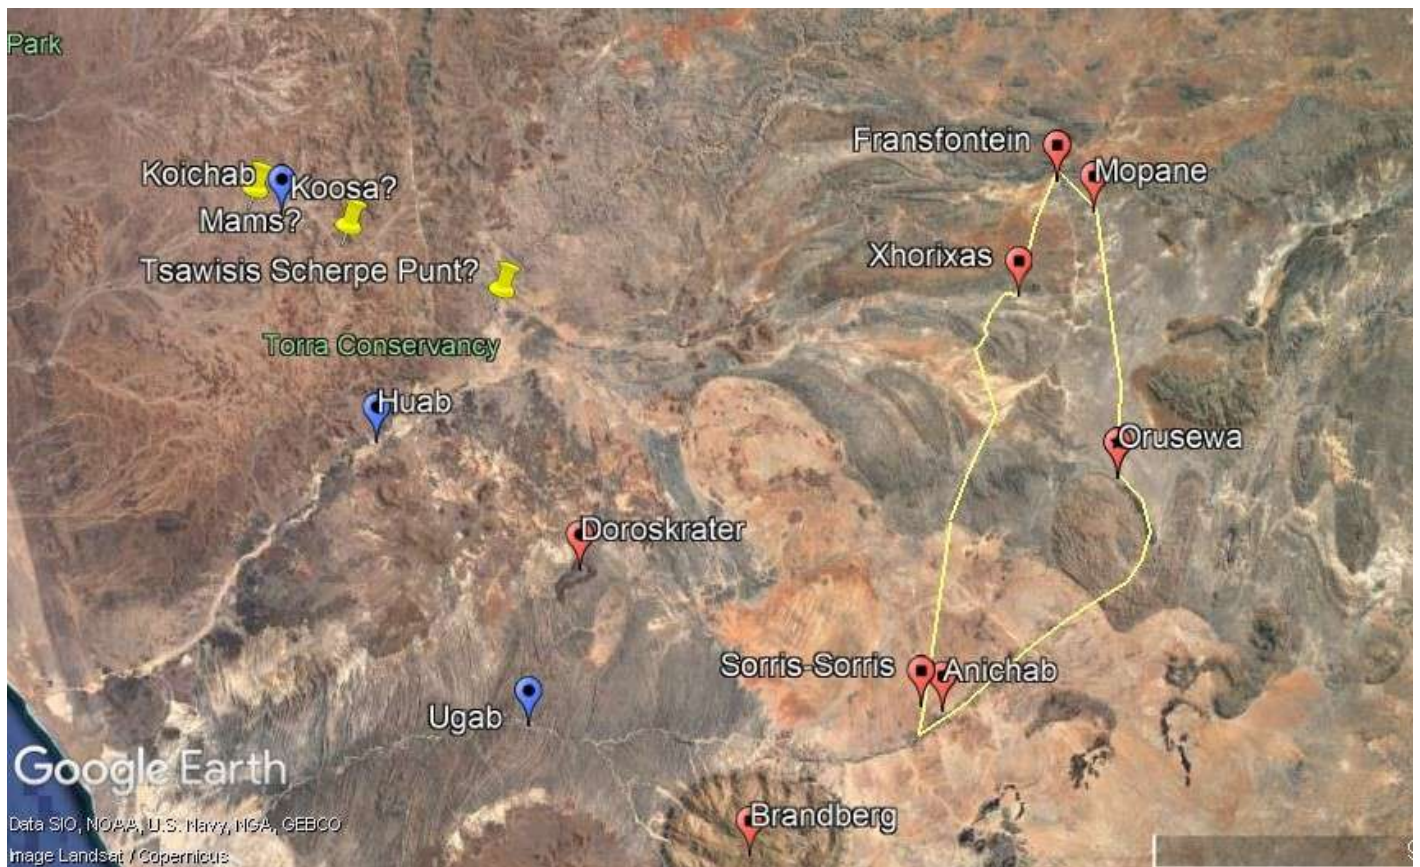 Park
Fransfontein
Mopane
Koichab
Koosa?
Mams?
Xhorixas
Tsawisis Scherpe Punt?
Torra Conservancy
Huab
Orusewa
Doroskrater
Sorris-Sorris
Anichab
Ugab
Google Earth
Brandberg
Data SIO, NOAA, U.S. Navy, NGA, GEBCO
Image Landsat / Copernicus